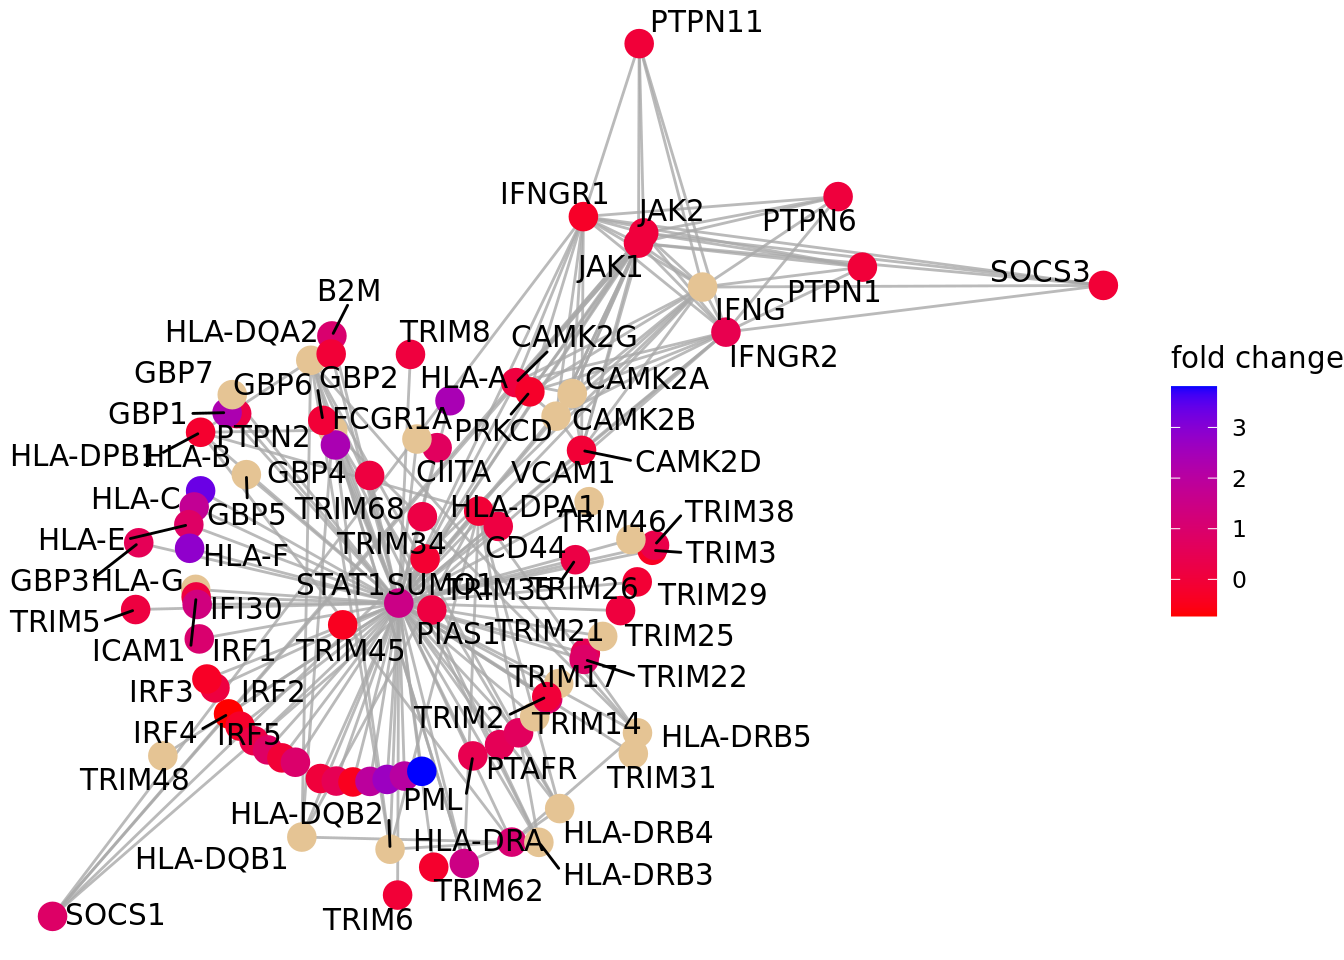 PTPN11
IFNGR1
JAK2
PTPN6
JAK1
SOCS3
PTPN1
IFNG
IFNGR2
B2M
HLA-DQA2
TRIM8
CAMK2G
fold change
GBP7
GBP6
GBP2
HLA-A
CAMK2A
GBP1
FCGR1A
PRKCD
CAMK2B
3
PTPN2
HLA-DPB1
HLA-B
GBP4
CIITA
VCAM1
CAMK2D
2
HLA-C
GBP5
TRIM68
HLA-DPA1
TRIM46
TRIM38
1
HLA-E
HLA-F
TRIM34
CD44
TRIM3
0
GBP3
HLA-G
STAT1
SUMO1
TRIM35
TRIM26
TRIM29
TRIM5
IFI30
PIAS1
TRIM21
TRIM25
ICAM1
IRF1
TRIM45
TRIM17
TRIM22
IRF3
IRF2
TRIM2
TRIM14
IRF4
IRF5
HLA-DRB5
TRIM48
PTAFR
TRIM31
PML
HLA-DQB2
HLA-DRA
HLA-DRB4
HLA-DQB1
HLA-DRB3
TRIM62
SOCS1
TRIM6